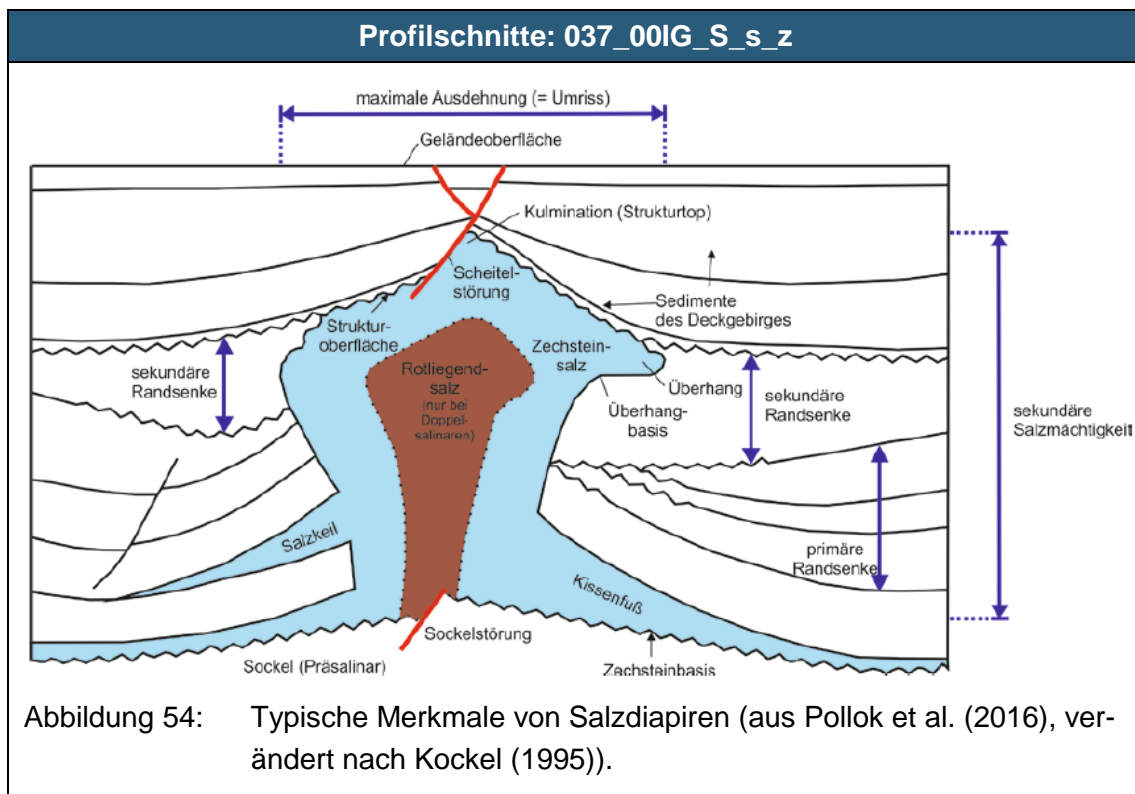 Profilschnitte: 037_00IG_S_s_z
maximale Ausdehnung (= Umriss)
Geländeoberfläche
Kulmination (Strukturtop)
Scheitel-
störung
Sedimente
des Deckgebirges
Struktur-
oberfläche
Zechstein-
salz
sekundäre
Randsenke
Rotliegend-
salz
(nur bei
Doppel-
salinaren)
Überhang
Überhang-
basis
sekundäre
Randsenke
sekundäre
Salzmächtigkeit
Salzkeil
primäre
Randsenke
Kissenfuß
Sockelstörung
Sockel (Präsalinar)
Zechsteinbasis
Abbildung 54: Typische Merkmale von Salzdiapiren (aus Pollok et al. (2016), ver-
ändert nach Kockel (1995)).